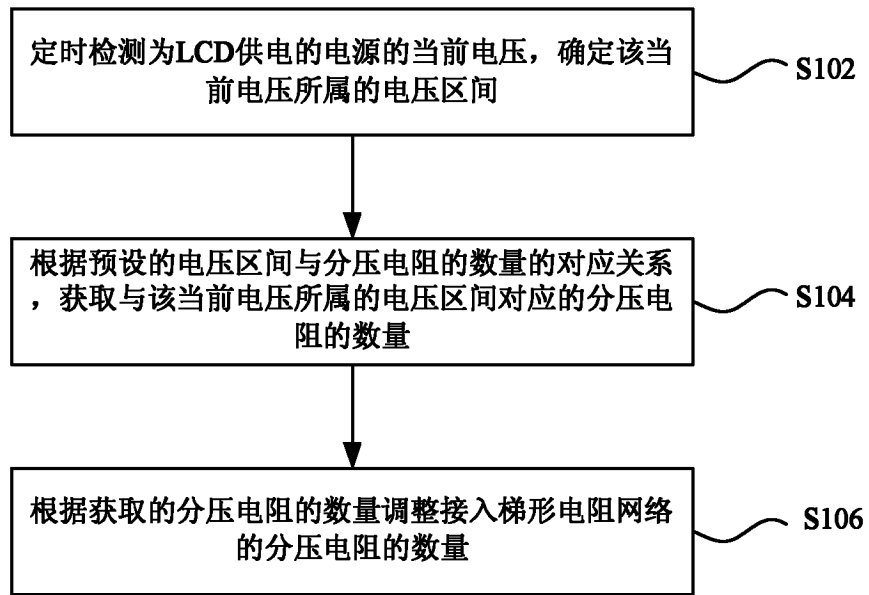 定时检测为LCD供电的电源的当前电压，确定该当
前电压所属的电压区间
S102
根据预设的电压区间与分压电阻的数量的对应关系
，获取与该当前电压所属的电压区间对应的分压电
阻的数量
S104
根据获取的分压电阻的数量调整接入梯形电阻网络
的分压电阻的数量
S106